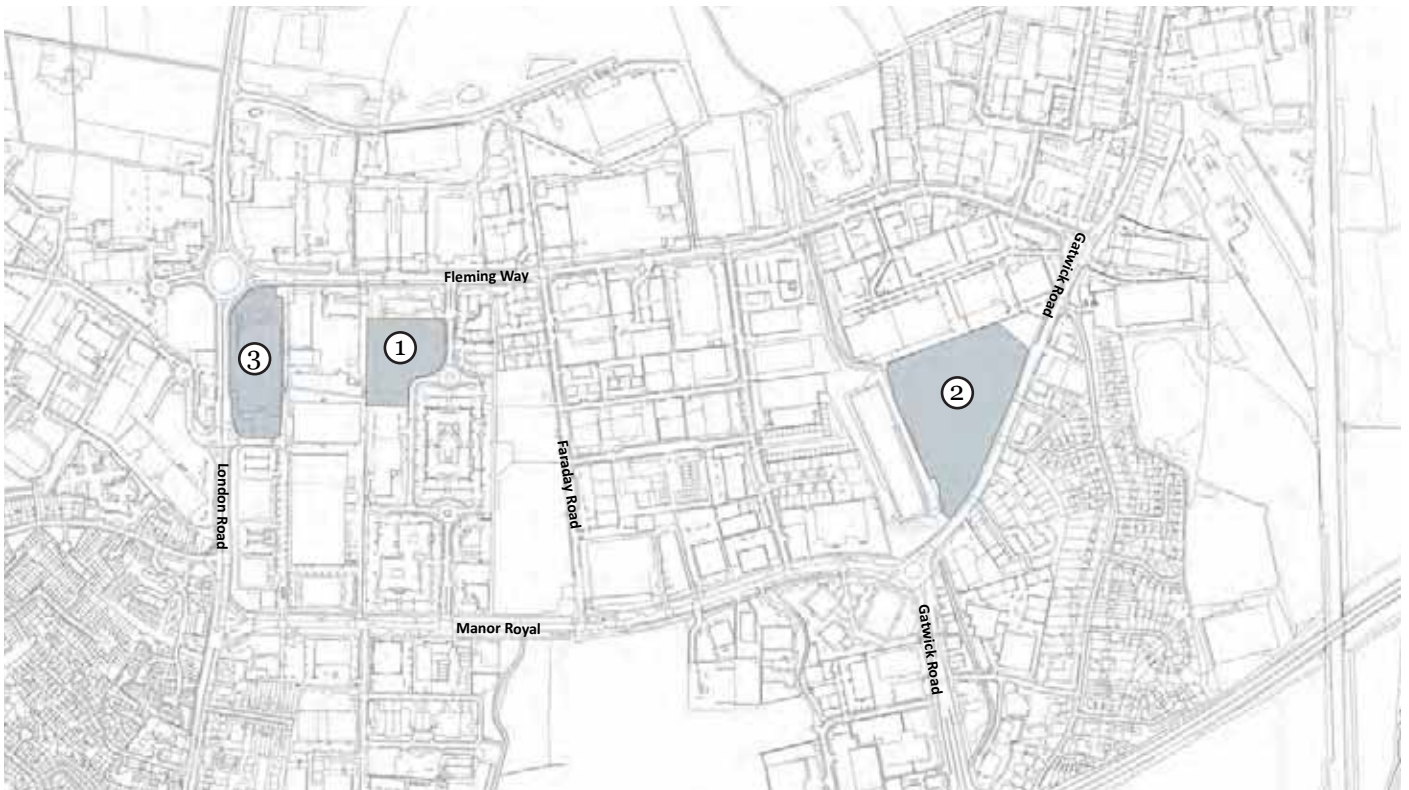 Gatwick Road
Fleming Way
1
3
2
London Road
Faraday Road
Manor Royal
Gatwick Road